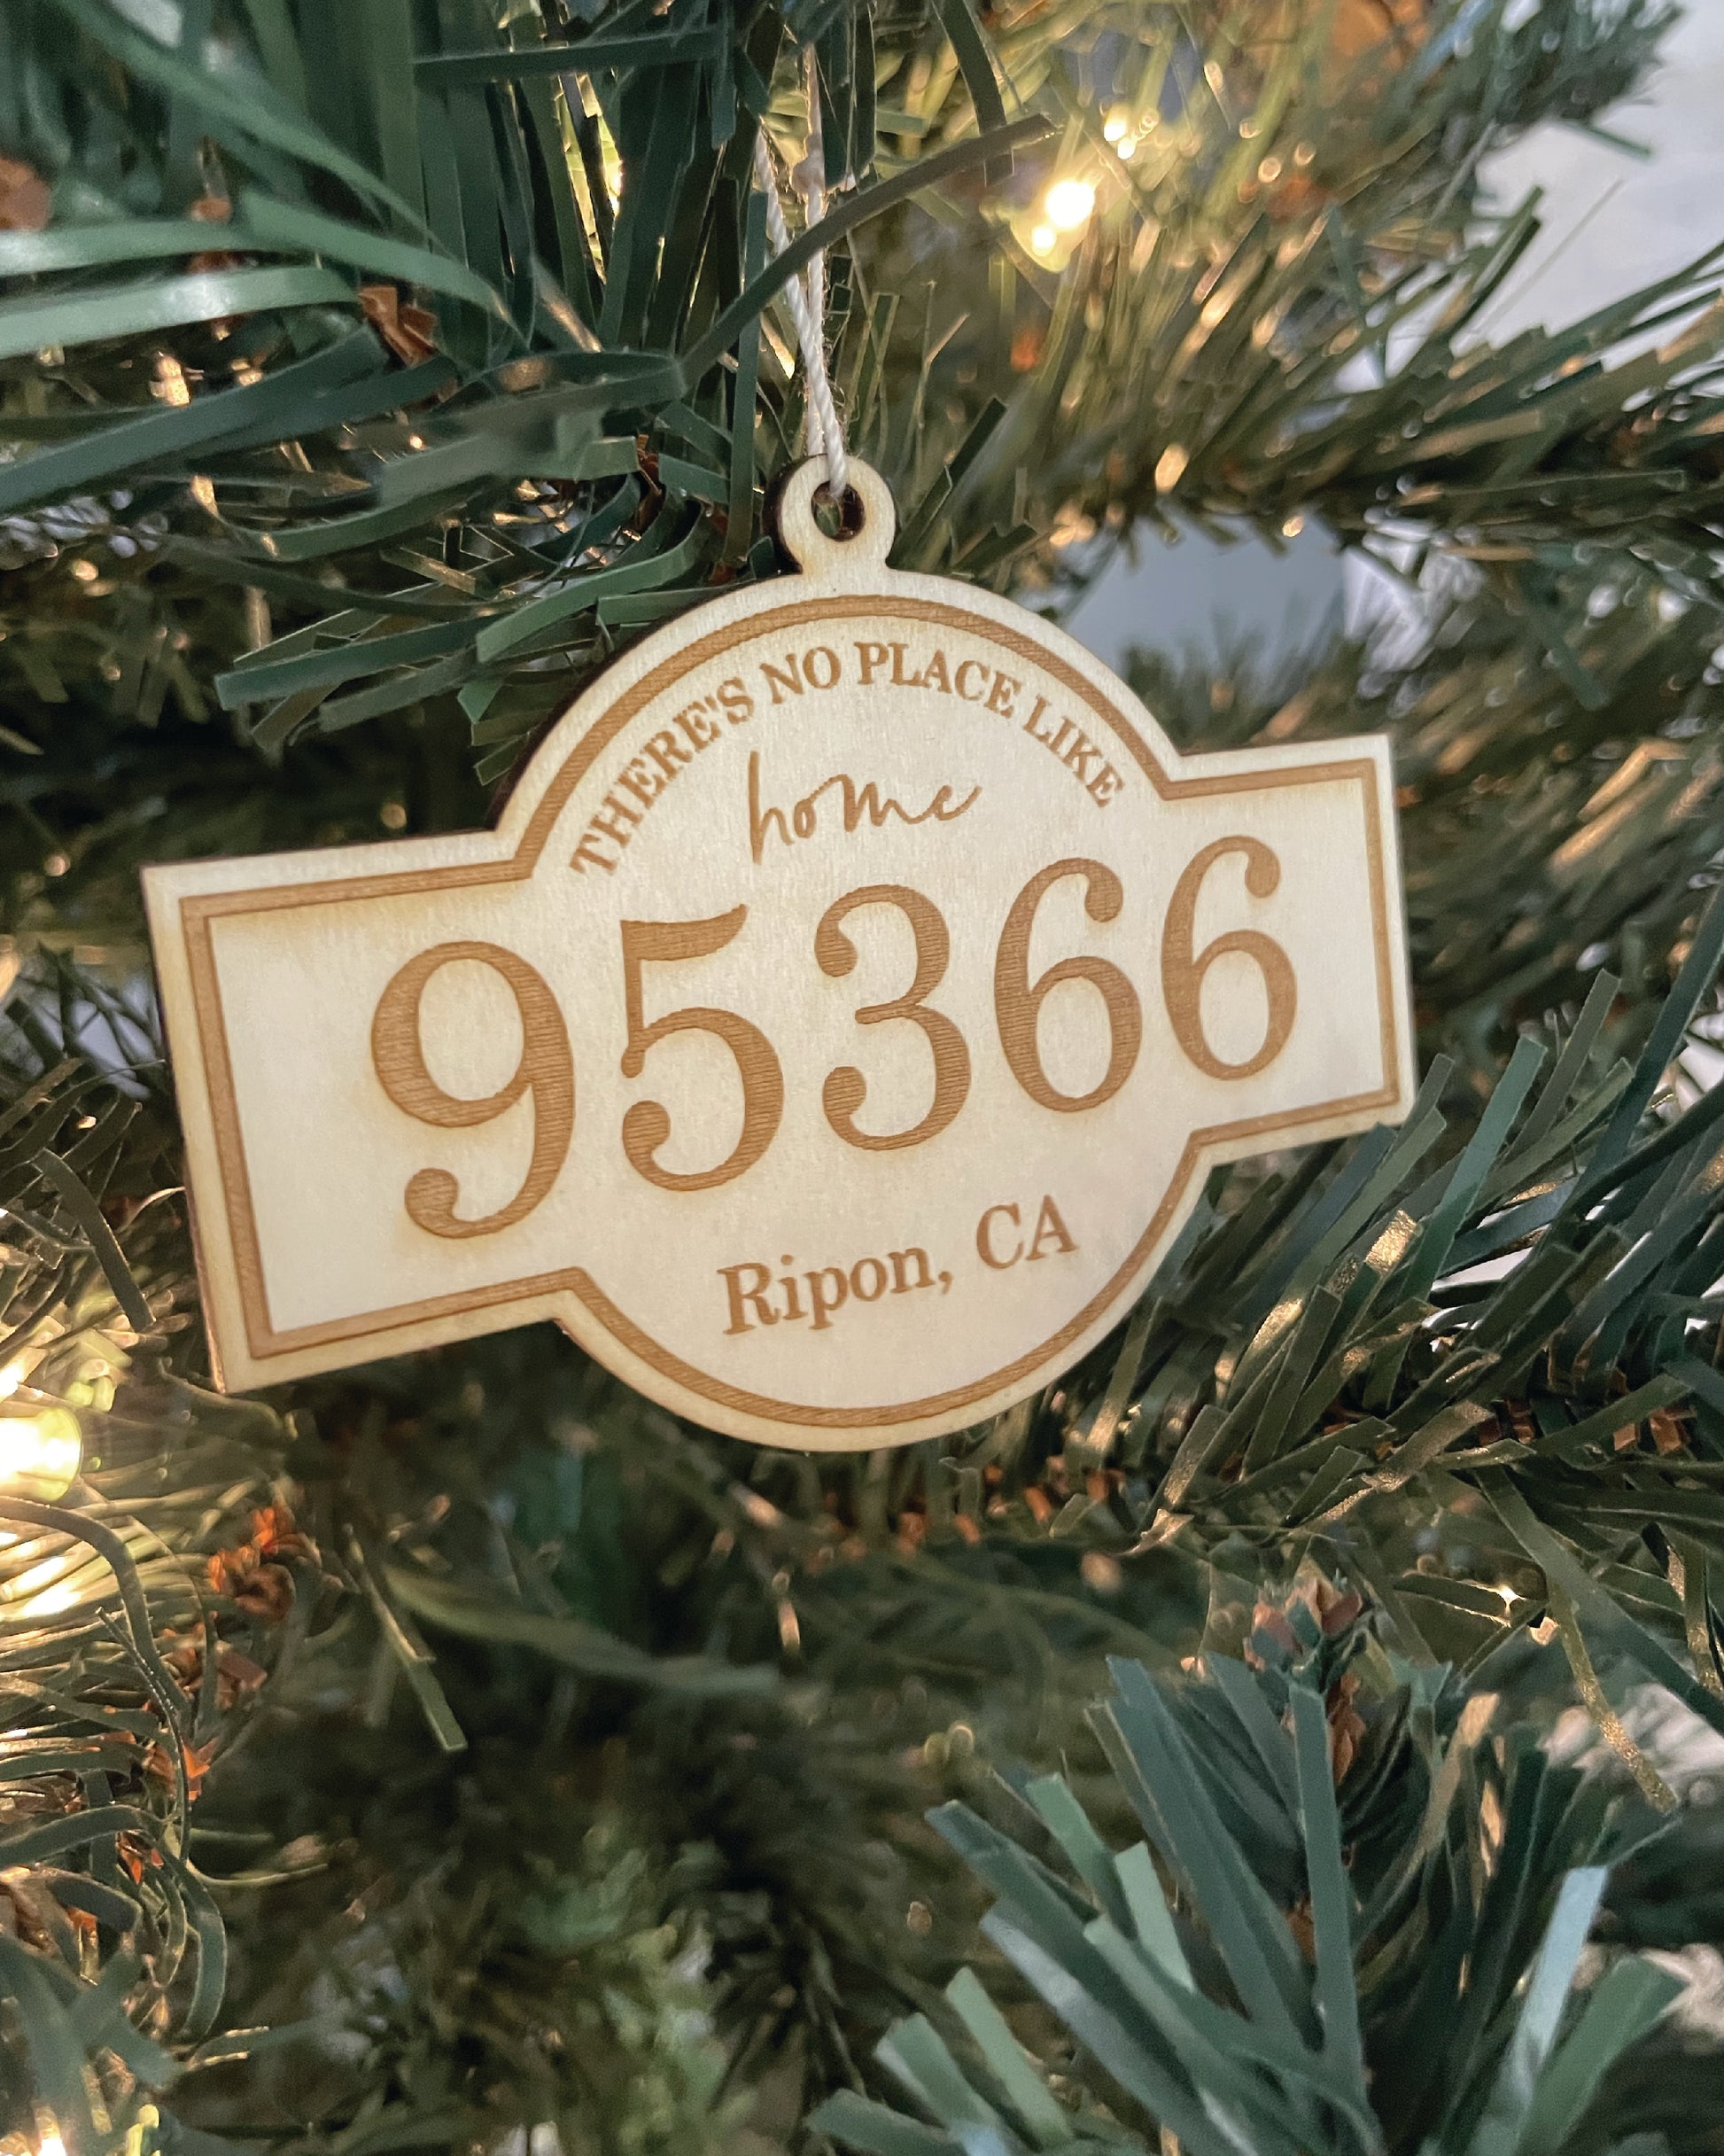 THERE'S NO PLACE LIKE
home
95366
Ripon, CA